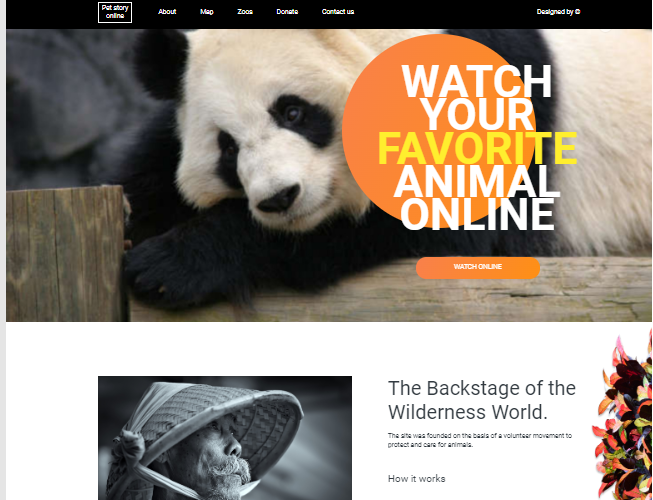 Pet story
online
About
Map
Zoos
Donate
Contact us
Designed by ©
WATCH
YOUR
FAVORITE
ANIMAL
ONLINE
WATCH ONLINE
The Backstage of the
Wilderness World.
The site was founded on the basis of a volunteer movement to
protect and care for animals.
How it works